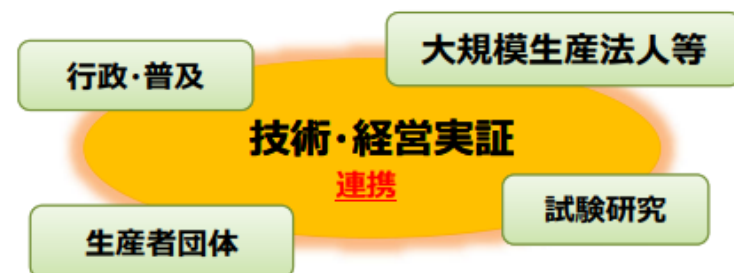 大規模生産法人等
行政・普及
技術・経営実証
連携
試験研究
生産者団体